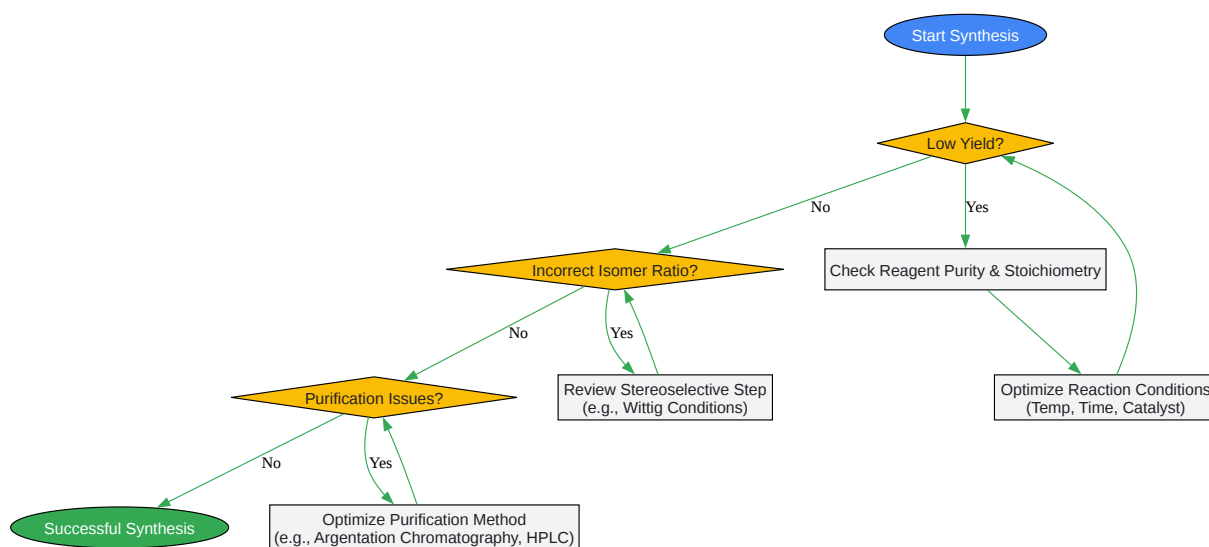 Start Synthesis
Low Yield?
No
Yes
Incorrect Isomer Ratio?
Check Reagent Purity & Stoichiometry
No
Yes
Purification Issues?
Review Stereoselective Step
(e.g., Wittig Conditions)
Optimize Reaction Conditions
(Temp, Time, Catalyst)
No
Yes
Successful Synthesis
Optimize Purification Method
(e.g., Argentation Chromatography, HPLC)